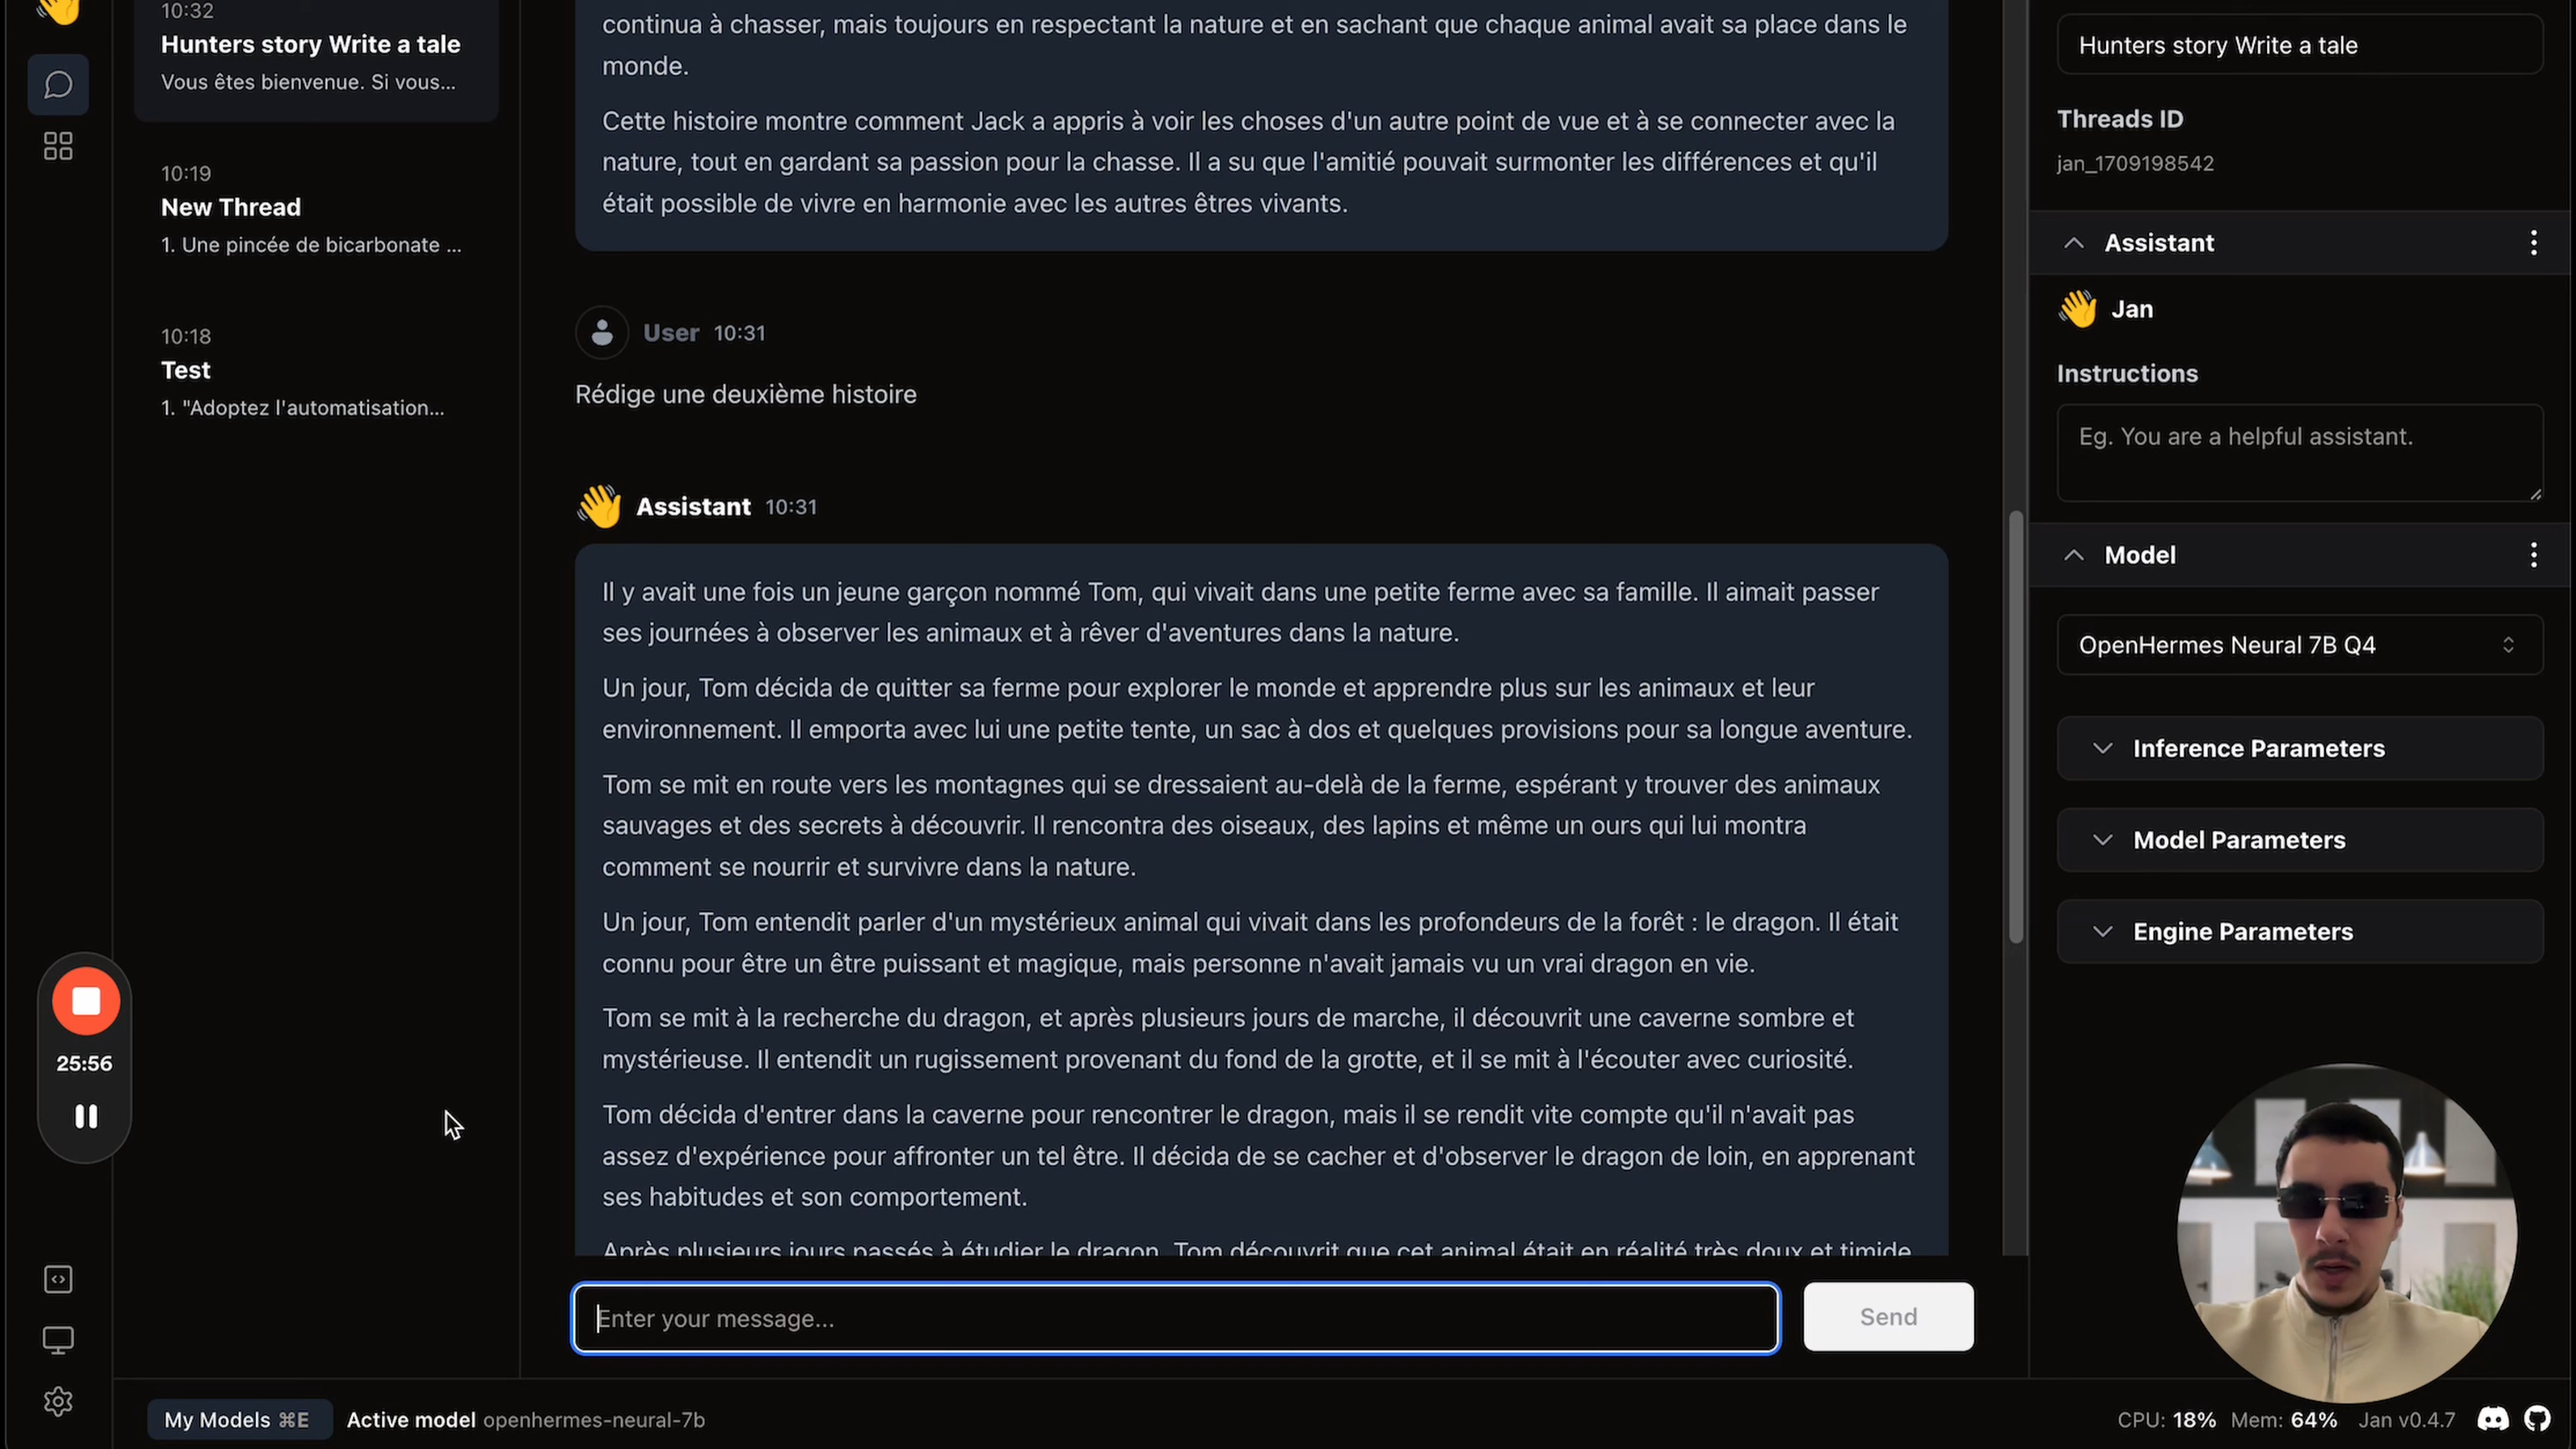 10:32
Hunters story Write a tale
Vous êtes bienvenue. Si vous...
10:19
New Thread
1. Une pincée de bicarbonate ...
10:18
Test
1. "Adoptez l'automatisation...
25:56
continua à chasser, mais toujours en respectant la nature et en sachant que chaque animal avait sa place dans le
monde.
Cette histoire montre comment Jack a appris à voir les choses d'un autre point de vue et à se connecter avec la
nature, tout en gardant sa passion pour la chasse. Il a su que l'amitié pouvait surmonter les différences et qu'il
était possible de vivre en harmonie avec les autres êtres vivants.
User 10:31
Rédige une deuxième histoire
Assistant 10:31
Il y avait une fois un jeune garçon nommé Tom, qui vivait dans une petite ferme avec sa famille. Il aimait passer
ses journées à observer les animaux et à rêver d'aventures dans la nature.
Un jour, Tom décida de quitter sa ferme pour explorer le monde et apprendre plus sur les animaux et leur
environnement. Il emporta avec lui une petite tente, un sac à dos et quelques provisions pour sa longue aventure.
Tom se mit en route vers les montagnes qui se dressaient au-delà de la ferme, espérant y trouver des animaux
sauvages et des secrets à découvrir. Il rencontra des oiseaux, des lapins et même un ours qui lui montra
comment se nourrir et survivre dans la nature.
Un jour, Tom entendit parler d'un mystérieux animal qui vivait dans les profondeurs de la forêt : le dragon. Il était
connu pour être un être puissant et magique, mais personne n'avait jamais vu un vrai dragon en vie.
Tom se mit à la recherche du dragon, et après plusieurs jours de marche, il découvrit une caverne sombre et
mystérieuse. Il entendit un rugissement provenant du fond de la grotte, et il se mit à l'écouter avec curiosité.
Tom décida d'entrer dans la caverne pour rencontrer le dragon, mais il se rendit vite compte qu'il n'avait pas
assez d'expérience pour affronter un tel être. Il décida de se cacher et d'observer le dragon de loin, en apprenant
ses habitudes et son comportement.
Après plusieurs jours passés à étudier le dragon, Tom découvrit que cet animal était en réalité très doux et timide
Enter your message...
Send
Hunters story Write a tale
Threads ID
jan_1709198542
Assistant
Jan
Instructions
Eg. You are a helpful assistant.
Model
OpenHermes Neural 7B Q4
Inference Parameters
Model Parameters
Engine Parameters
My Models ⌘E Active model openhermes-neural-7b
CPU: 18% Mem: 64% Jan v0.4.7